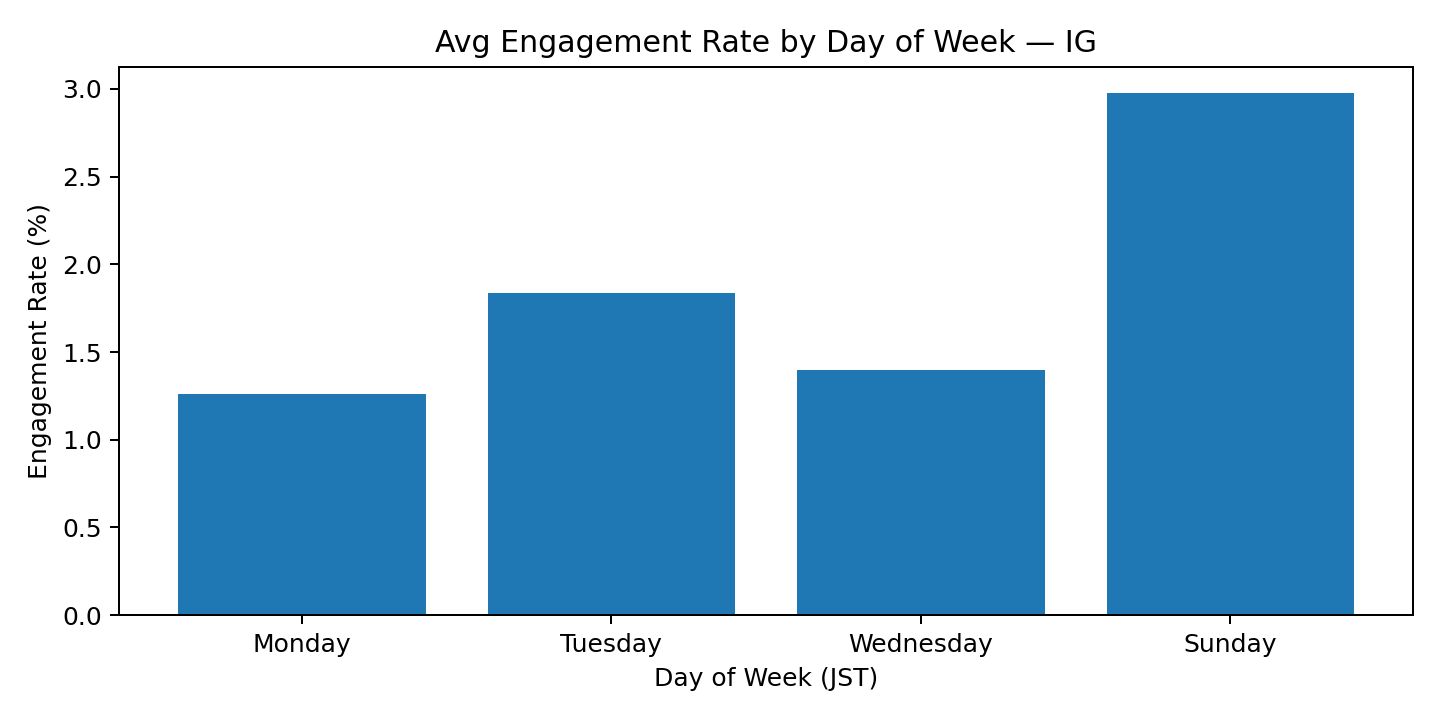 Avg Engagement Rate by Day of Week — IG
Engagement Rate (%)
3.0
2.5
2.0
1.5
1.0
0.5
0.0
Monday Tuesday Wednesday Sunday
Day of Week (JST)